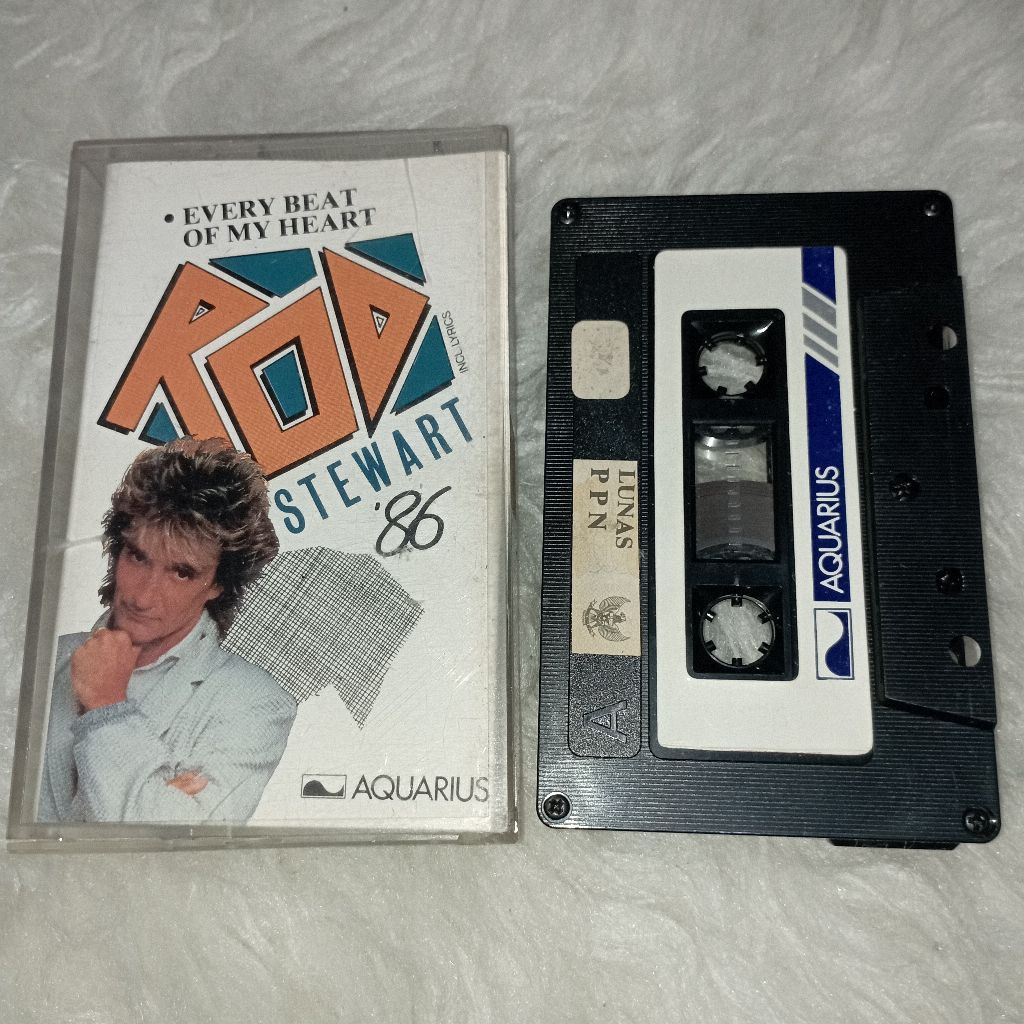 • EVERY BEAT
OF MY HEART
ROD
INCL. LYRICS
STEWART
'86
AQUARIUS
LUNAS
PPN
A
AQUARIUS